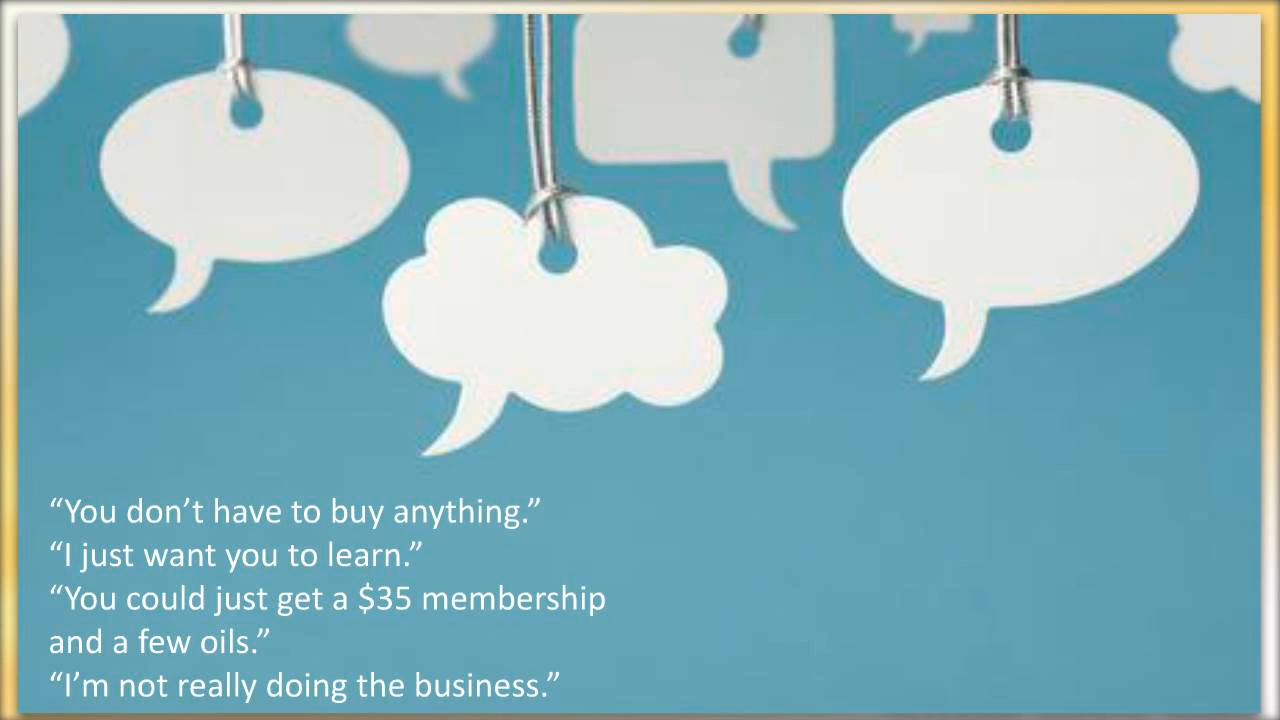 “You don’t have to buy anything.”
“I just want you to learn.”
“You could just get a $35 membership
and a few oils.”
“I’m not really doing the business.”